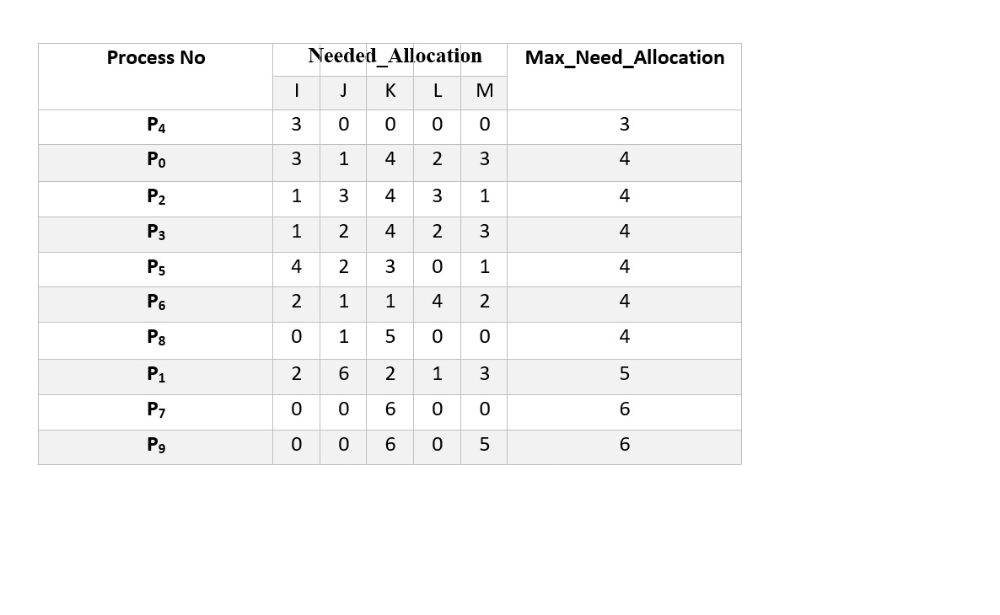 Process No Needed_Allocation Max_Need_Allocation
I J K L M
P4 3 0 0 0 0 3
P0 3 1 4 2 3 4
P2 1 3 4 3 1 4
P3 1 2 4 2 3 4
P5 4 2 3 0 1 4
P6 2 1 1 4 2 4
P8 0 1 5 0 0 4
P1 2 6 2 1 3 5
P7 0 0 6 0 0 6
P9 0 0 6 0 5 6